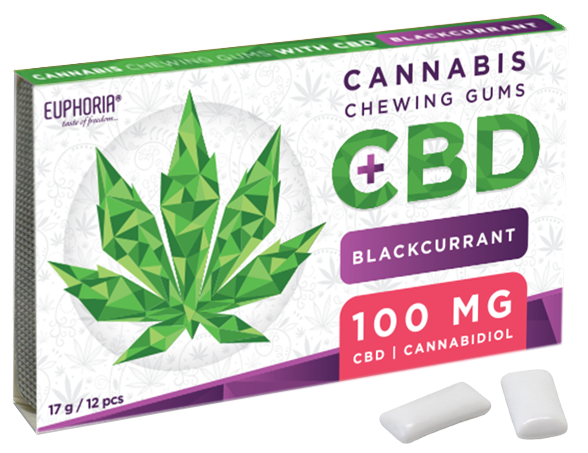 CANNABIS CHEWING GUMS WITH CBD BLACKCURRANT
EUPHORIA®
taste of freedom...
CANNABIS
CHEWING GUMS
+
CBD
BLACKCURRANT
100 MG
CBD | CANNABIDIOL
17 g / 12 pcs